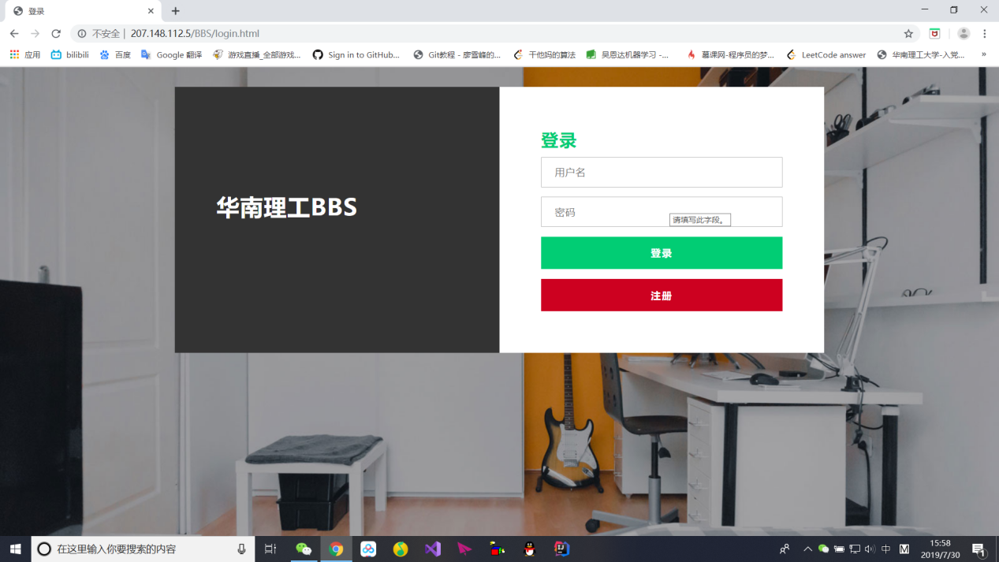 登录
不安全 | 207.148.112.5/BBS/login.html
应用 bilibili 百度 Google 翻译 游戏直播_全部游戏... Sign in to GitHub... Git教程 - 廖雪峰的... 干他妈的算法 吴恩达机器学习 -... 慕课网-程序员的梦... LeetCode answer 华南理工大学-入党... »
华南理工BBS
登录
用户名
密码
请填写此字段。
登录
注册
在这里输入你要搜索的内容
中
15:58
2019/7/30
1